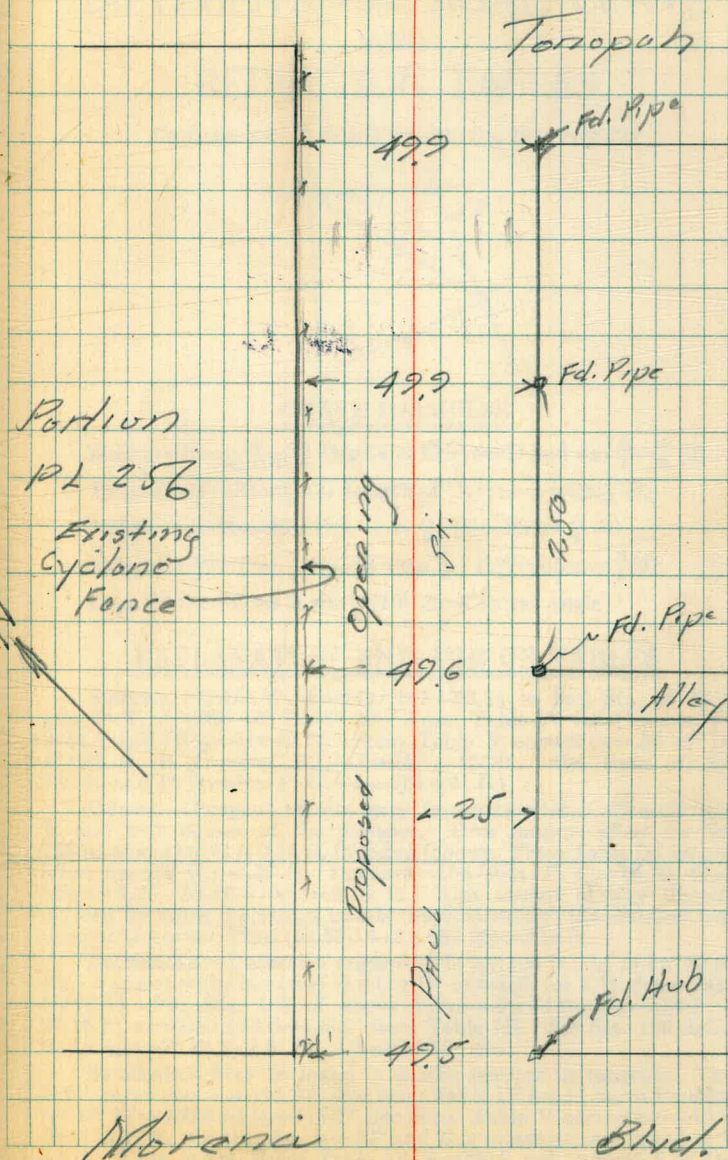 Tonopah
Fd. Pipe
49.9
49.9
Fd. Pipe
Portion
PL 256
Existing
Cyclone
Fence
Proposed Opening
250
Fd. Pipe
49.6
Alley
25
Paul St.
Fd. Hub
49.5
Morena Blvd.